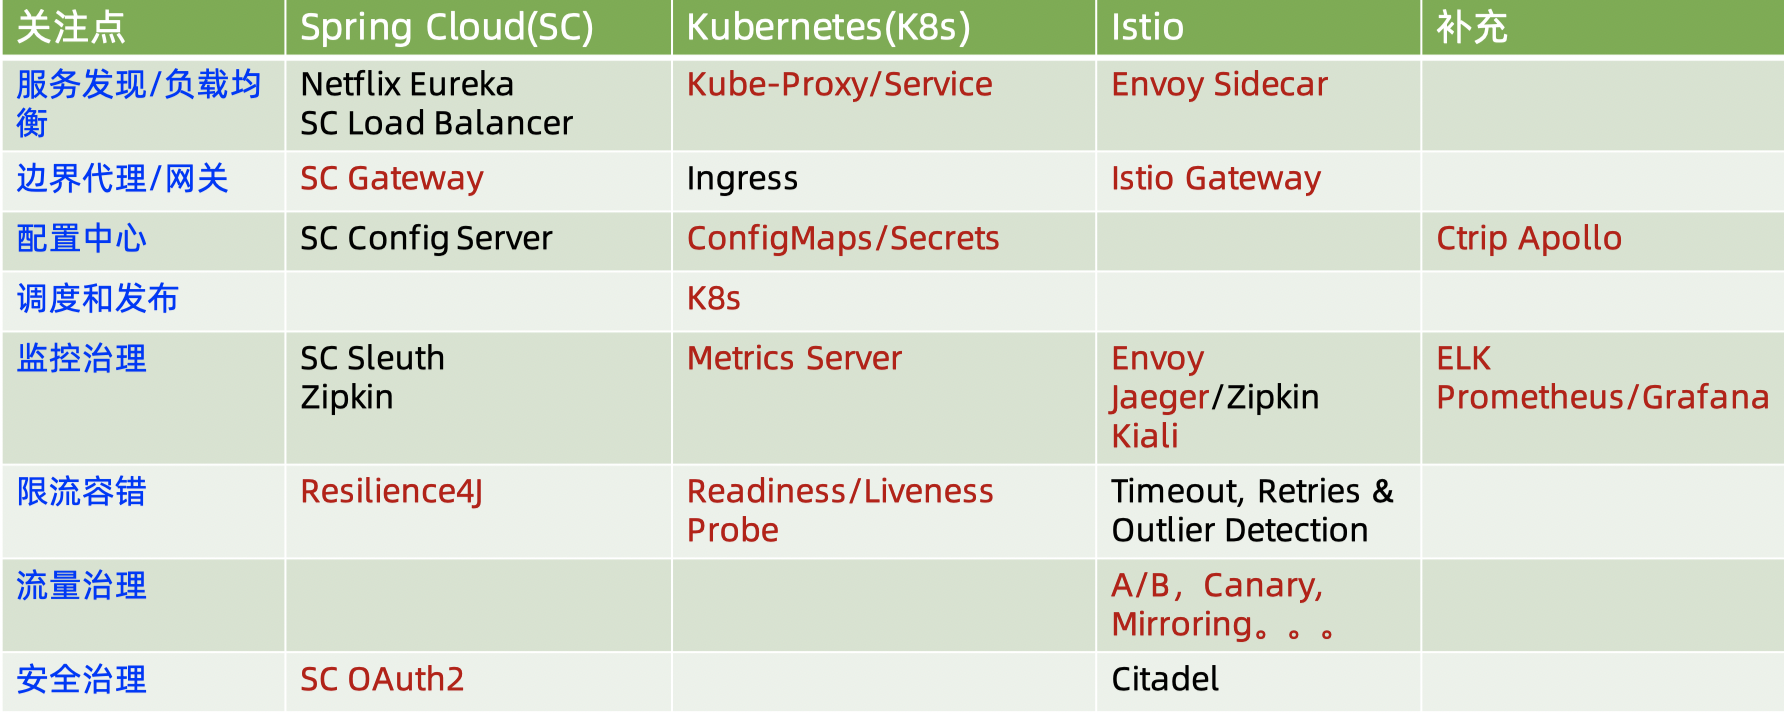 关注点
Spring Cloud(SC)
Kubernetes(K8s)
Istio
补充
服务发现/负载均
衡
Netflix Eureka
SC Load Balancer
Kube-Proxy/Service
Envoy Sidecar
边界代理/网关
SC Gateway
Ingress
Istio Gateway
配置中心
SC Config Server
ConfigMaps/Secrets
Ctrip Apollo
调度和发布
K8s
监控治理
SC Sleuth
Zipkin
Metrics Server
Envoy
Jaeger/Zipkin
Kiali
ELK
Prometheus/Grafana
限流容错
Resilience4J
Readiness/Liveness
Probe
Timeout, Retries &
Outlier Detection
流量治理
A/B，Canary,
Mirroring。。。
安全治理
SC OAuth2
Citadel